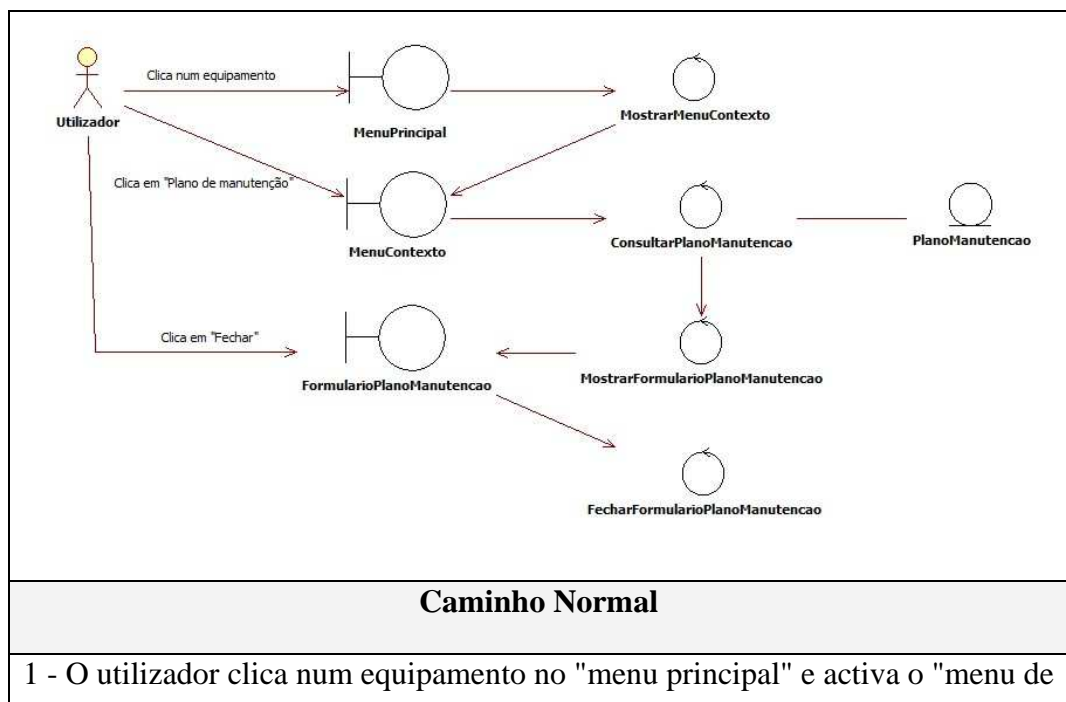 Clica num equipamento
Utilizador
MenuPrincipal
MostrarMenuContexto
Clica em "Plano de manutenção"
MenuContexto
ConsultarPlanoManutencao
PlanoManutencao
Clica em "Fechar"
FormularioPlanoManutencao
MostrarFormularioPlanoManutencao
FecharFormularioPlanoManutencao
Caminho Normal
1 - O utilizador clica num equipamento no "menu principal" e activa o "menu de